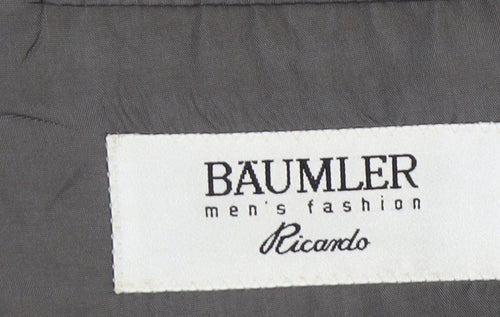 BÄUMLER
men's fashion
Ricardo